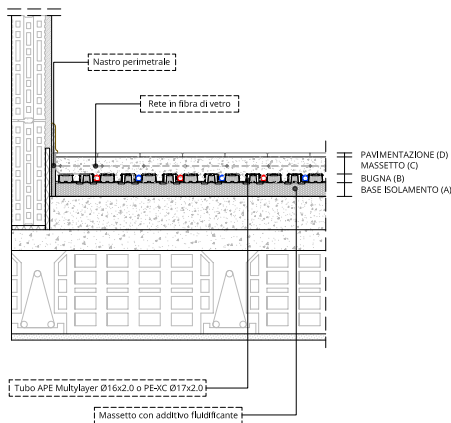 Nastro perimetrale
Rete in fibra di vetro
PAVIMENTAZIONE (D)
MASSETTO (C)
BUGNA (B)
BASE ISOLAMENTO (A)
Tubo APE Multylayer Ø16x2.0 o PE-XC Ø17x2.0
Massetto con additivo fluidificante